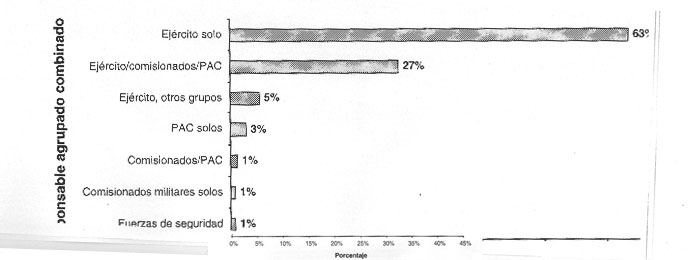 onsable agrupado combinado
Ejército solo 63%
Ejército/comisionados/PAC 27%
Ejército, otros grupos 5%
PAC solos 3%
Comisionados/PAC 1%
Comisionados militares solos 1%
Fuerzas de seguridad 1%
0% 5% 10% 15% 20% 25% 30% 35% 40% 45%
Porcentaje